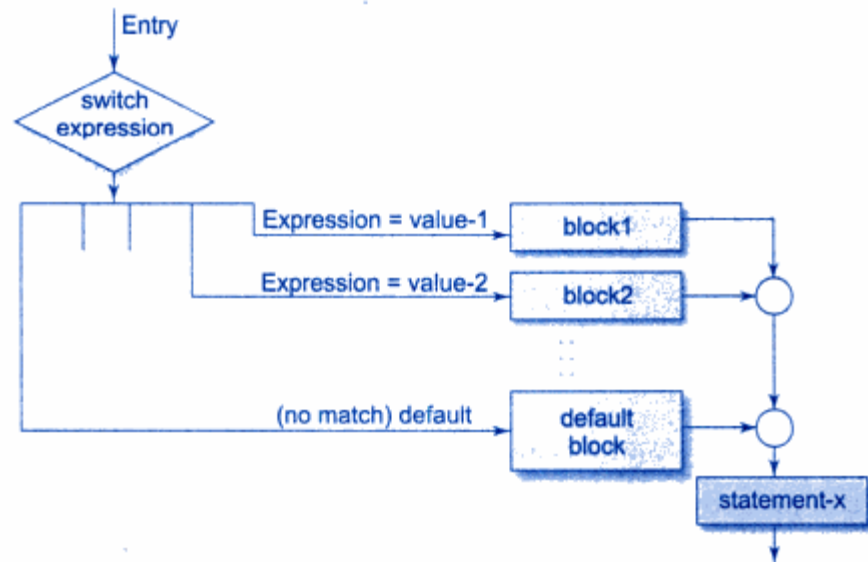 Entry
switch
expression
Expression = value-1
block1
Expression = value-2
block2
(no match) default
default
block
statement-x